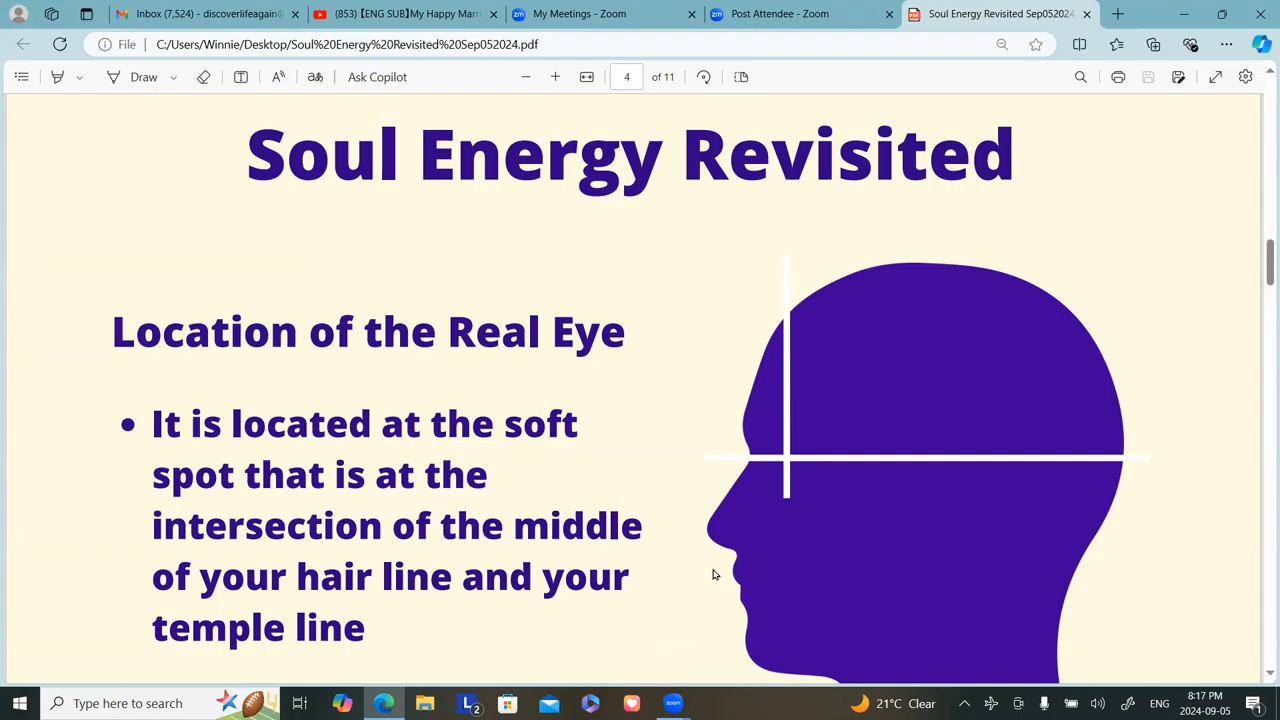 Inbox (7,524) - discoverlifeagain@
(853) 【ENG SUB】My Happy Marr
My Meetings - Zoom
Post Attendee - Zoom
Soul Energy Revisited Sep052024
File
C:/Users/Winnie/Desktop/Soul%20Energy%20Revisited%20Sep052024.pdf
Draw
Ask Copilot
4
of 11
Soul Energy Revisited
Location of the Real Eye
• It is located at the soft
spot that is at the
intersection of the middle
of your hair line and your
temple line
Type here to search
21°C Clear
ENG
8:17 PM
2024-09-05